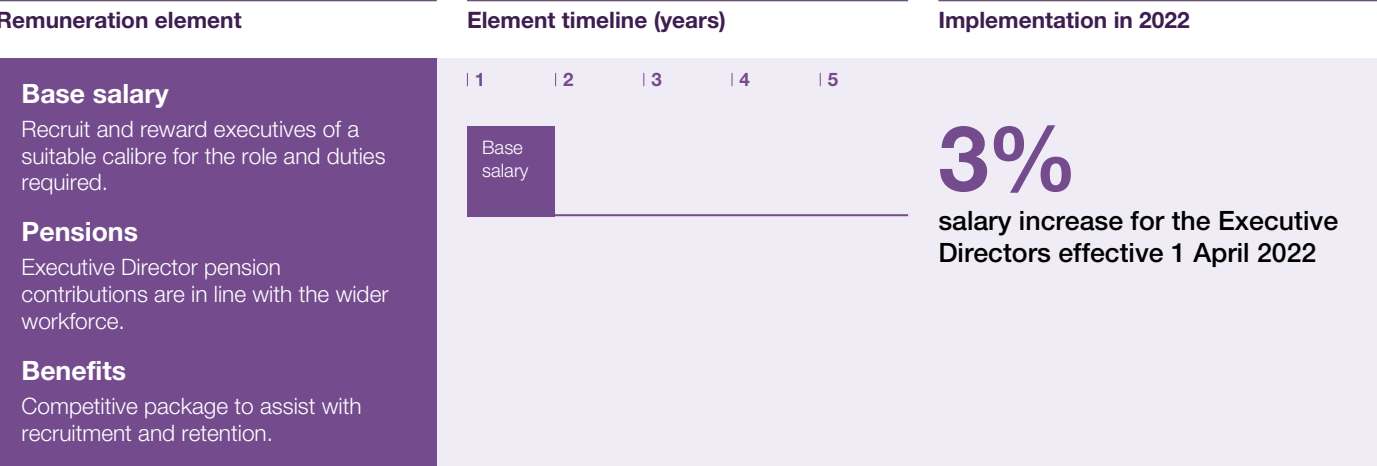 Remuneration element
Element timeline (years)
Implementation in 2022
Base salary
Recruit and reward executives of a
suitable calibre for the role and duties
required.
Pensions
Executive Director pension
contributions are in line with the wider
workforce.
Benefits
Competitive package to assist with
recruitment and retention.
1 2 3 4 5
Base
salary
3%
salary increase for the Executive
Directors effective 1 April 2022